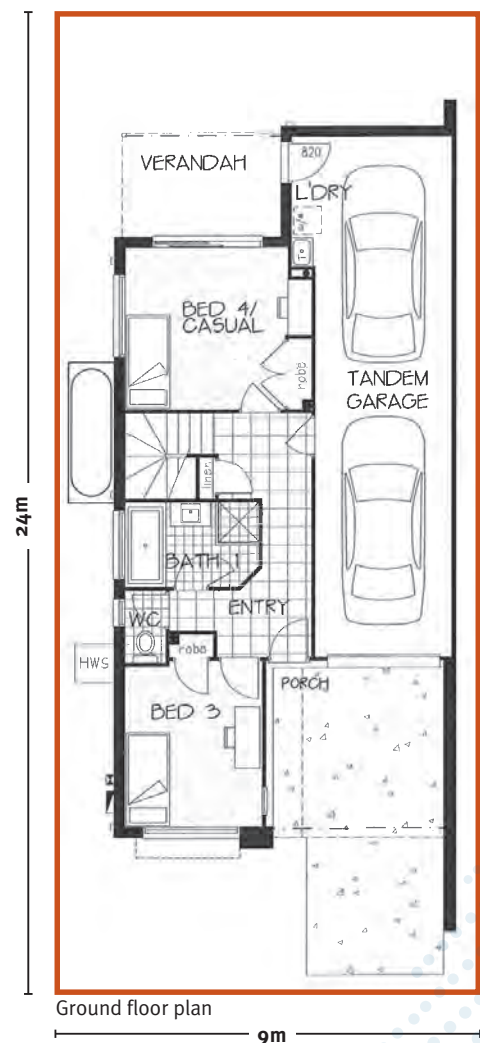 VERANDAH
820
L'DRY
BED 4/
CASUAL
robe
TANDEM
GARAGE
24m
linen
BATH 1
ENTRY
WC
robe
HWS
PORCH
BED 3
Ground floor plan
9m